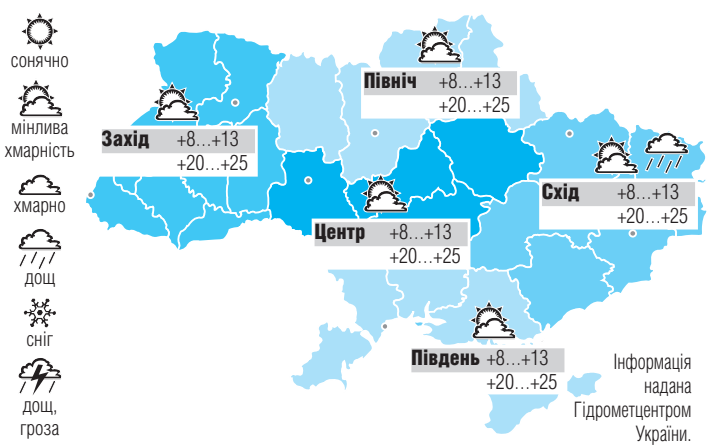 сонячно
мінлива
хмарність
хмарно
дощ
сніг
дощ,
гроза
Північ +8...+13
+20...+25
Захід +8...+13
+20...+25
Схід +8...+13
+20...+25
Центр +8...+13
+20...+25
Південь +8...+13
+20...+25
Інформація
надана
Гідрометцентром
України.